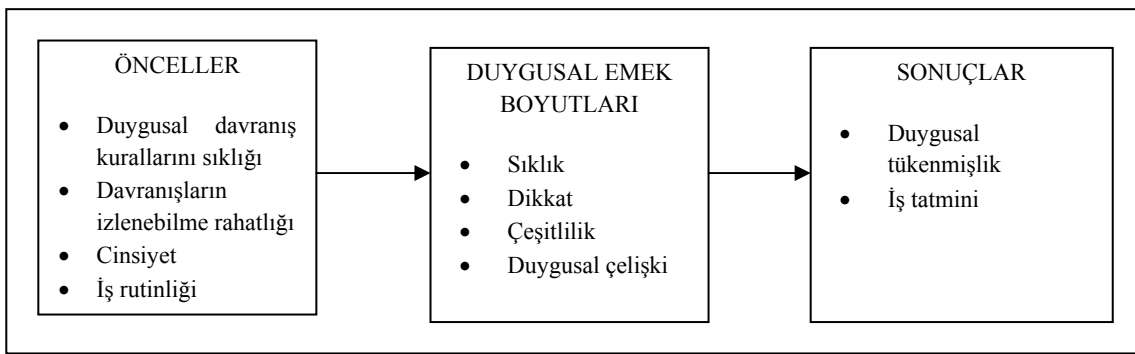 ÖNCELLER
• Duygusal davranış
kurallarını sıklığı
• Davranışların
izlenebilme rahatlığı
• Cinsiyet
• İş rutinliği
DUYGUSAL EMEK
BOYUTLARI
• Sıklık
• Dikkat
• Çeşitlilik
• Duygusal çelişki
SONUÇLAR
• Duygusal
tükenmişlik
• İş tatmini